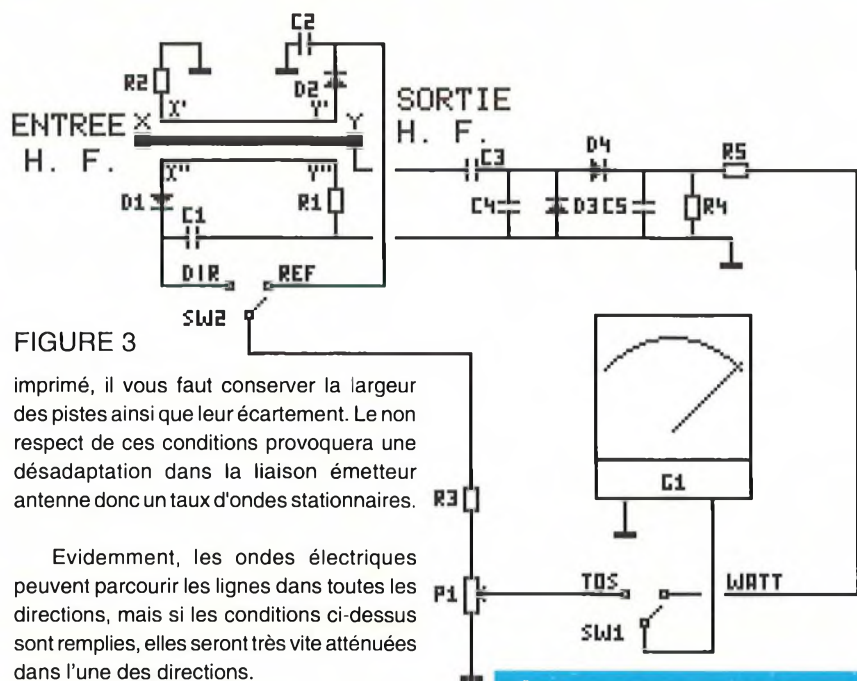 C2
R2
D2
X'
Y'
ENTREE X
Y
SORTIE
H. F.
H. F.
C3
D4
R5
X''
Y''
D1
C1
R1
C4
D3
C5
R4
DIR
REF
SW2
FIGURE 3
imprimé, il vous faut conserver la largeur
des pistes ainsi que leur écartement. Le non
respect de ces conditions provoquera une
désadaptation dans la liaison émetteur
antenne donc un taux d'ondes stationnaires.
G1
R3
Evidemment, les ondes électriques
peuvent parcourir les lignes dans toutes les
directions, mais si les conditions ci-dessus
sont remplies, elles seront très vite atténuées
dans l'une des directions.
P1
TOS
WATT
SW1